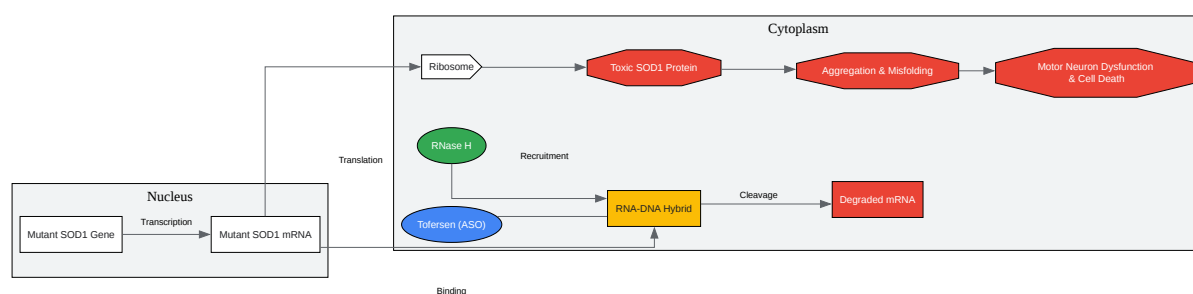 Cytoplasm
Ribosome
Toxic SOD1 Protein
Aggregation & Misfolding
Motor Neuron Dysfunction
& Cell Death
RNase H
Recruitment
Translation
Nucleus
Mutant SOD1 Gene
Transcription
Mutant SOD1 mRNA
Tofersen (ASO)
RNA-DNA Hybrid
Cleavage
Degraded mRNA
Binding